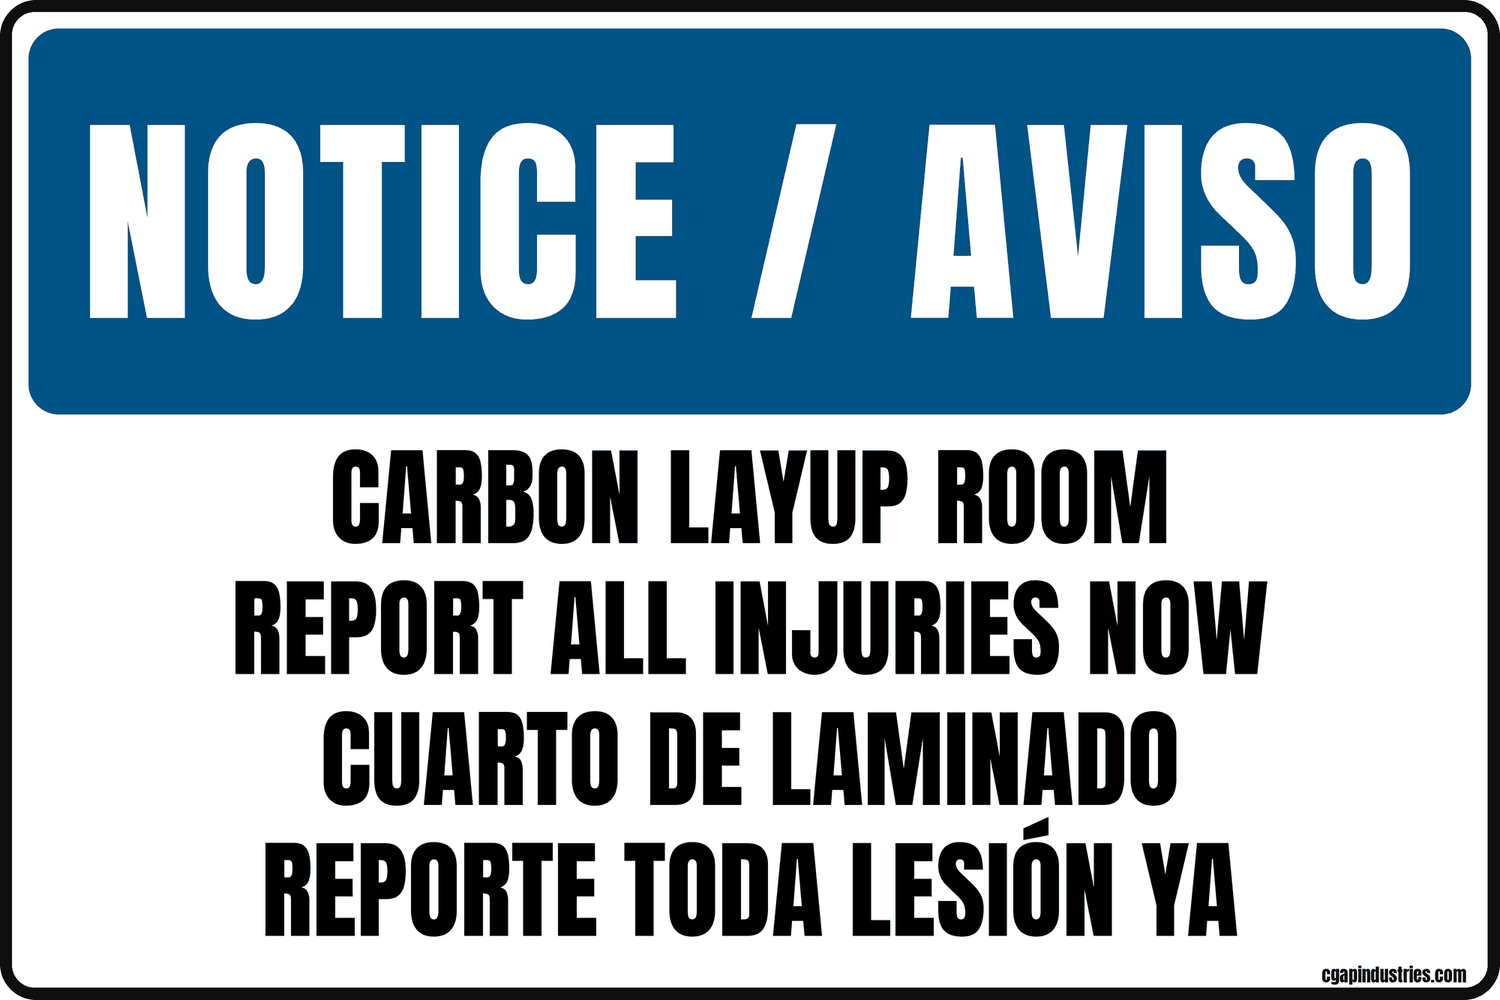 NOTICE / AVISO
CARBON LAYUP ROOM
REPORT ALL INJURIES NOW
CUARTO DE LAMINADO
REPORTE TODA LESIÓN YA
cgapindustries.com